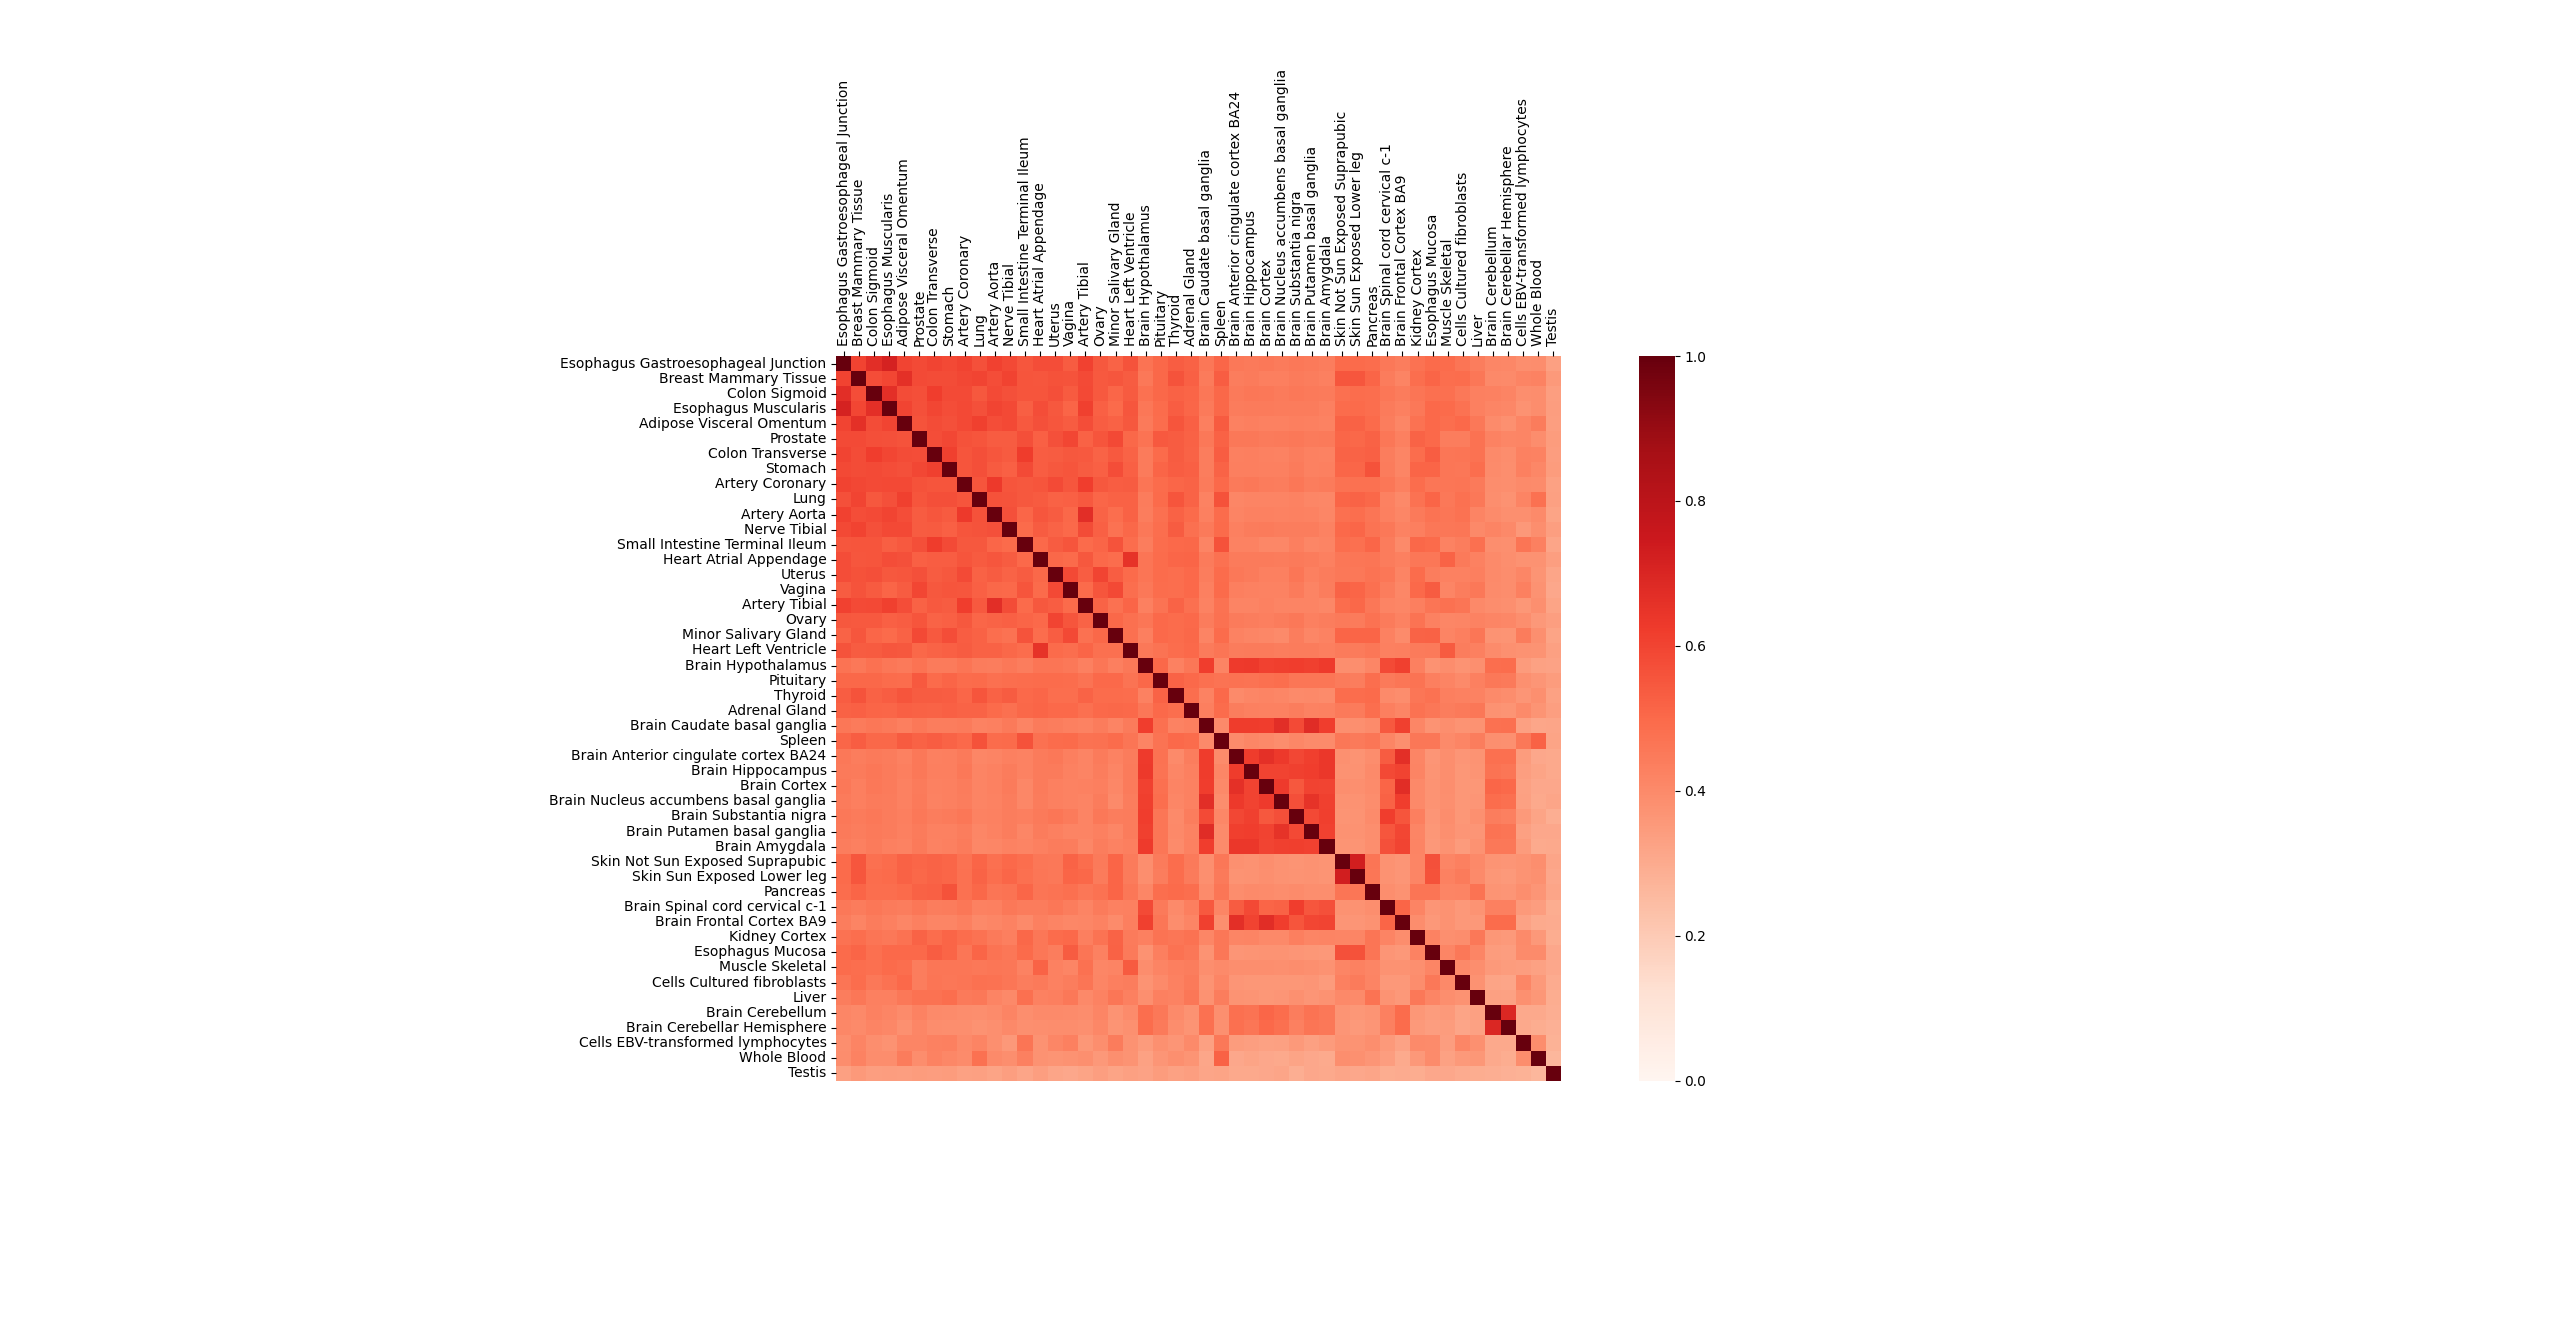 Esophagus Gastroesophageal Junction
Breast Mammary Tissue
Colon Sigmoid
Esophagus Muscularis
Adipose Visceral Omentum
Prostate
Colon Transverse
Stomach
Artery Coronary
Lung
Artery Aorta
Nerve Tibial
Small Intestine Terminal Ileum
Heart Atrial Appendage
Uterus
Vagina
Artery Tibial
Ovary
Minor Salivary Gland
Heart Left Ventricle
Brain Hypothalamus
Pituitary
Thyroid
Adrenal Gland
Brain Caudate basal ganglia
Spleen
Brain Anterior cingulate cortex BA24
Brain Hippocampus
Brain Cortex
Brain Nucleus accumbens basal ganglia
Brain Substantia nigra
Brain Putamen basal ganglia
Brain Amygdala
Skin Not Sun Exposed Suprapubic
Skin Sun Exposed Lower leg
Pancreas
Brain Spinal cord cervical c-1
Brain Frontal Cortex BA9
Kidney Cortex
Esophagus Mucosa
Muscle Skeletal
Cells Cultured fibroblasts
Liver
Brain Cerebellum
Brain Cerebellar Hemisphere
Cells EBV-transformed lymphocytes
Whole Blood
Testis
Esophagus Gastroesophageal Junction
Breast Mammary Tissue
Colon Sigmoid
Esophagus Muscularis
Adipose Visceral Omentum
Prostate
Colon Transverse
Stomach
Artery Coronary
Lung
Artery Aorta
Nerve Tibial
Small Intestine Terminal Ileum
Heart Atrial Appendage
Uterus
Vagina
Artery Tibial
Ovary
Minor Salivary Gland
Heart Left Ventricle
Brain Hypothalamus
Pituitary
Thyroid
Adrenal Gland
Brain Caudate basal ganglia
Spleen
Brain Anterior cingulate cortex BA24
Brain Hippocampus
Brain Cortex
Brain Nucleus accumbens basal ganglia
Brain Substantia nigra
Brain Putamen basal ganglia
Brain Amygdala
Skin Not Sun Exposed Suprapubic
Skin Sun Exposed Lower leg
Pancreas
Brain Spinal cord cervical c-1
Brain Frontal Cortex BA9
Kidney Cortex
Esophagus Mucosa
Muscle Skeletal
Cells Cultured fibroblasts
Liver
Brain Cerebellum
Brain Cerebellar Hemisphere
Cells EBV-transformed lymphocytes
Whole Blood
Testis
1.0
0.8
0.6
0.4
0.2
0.0